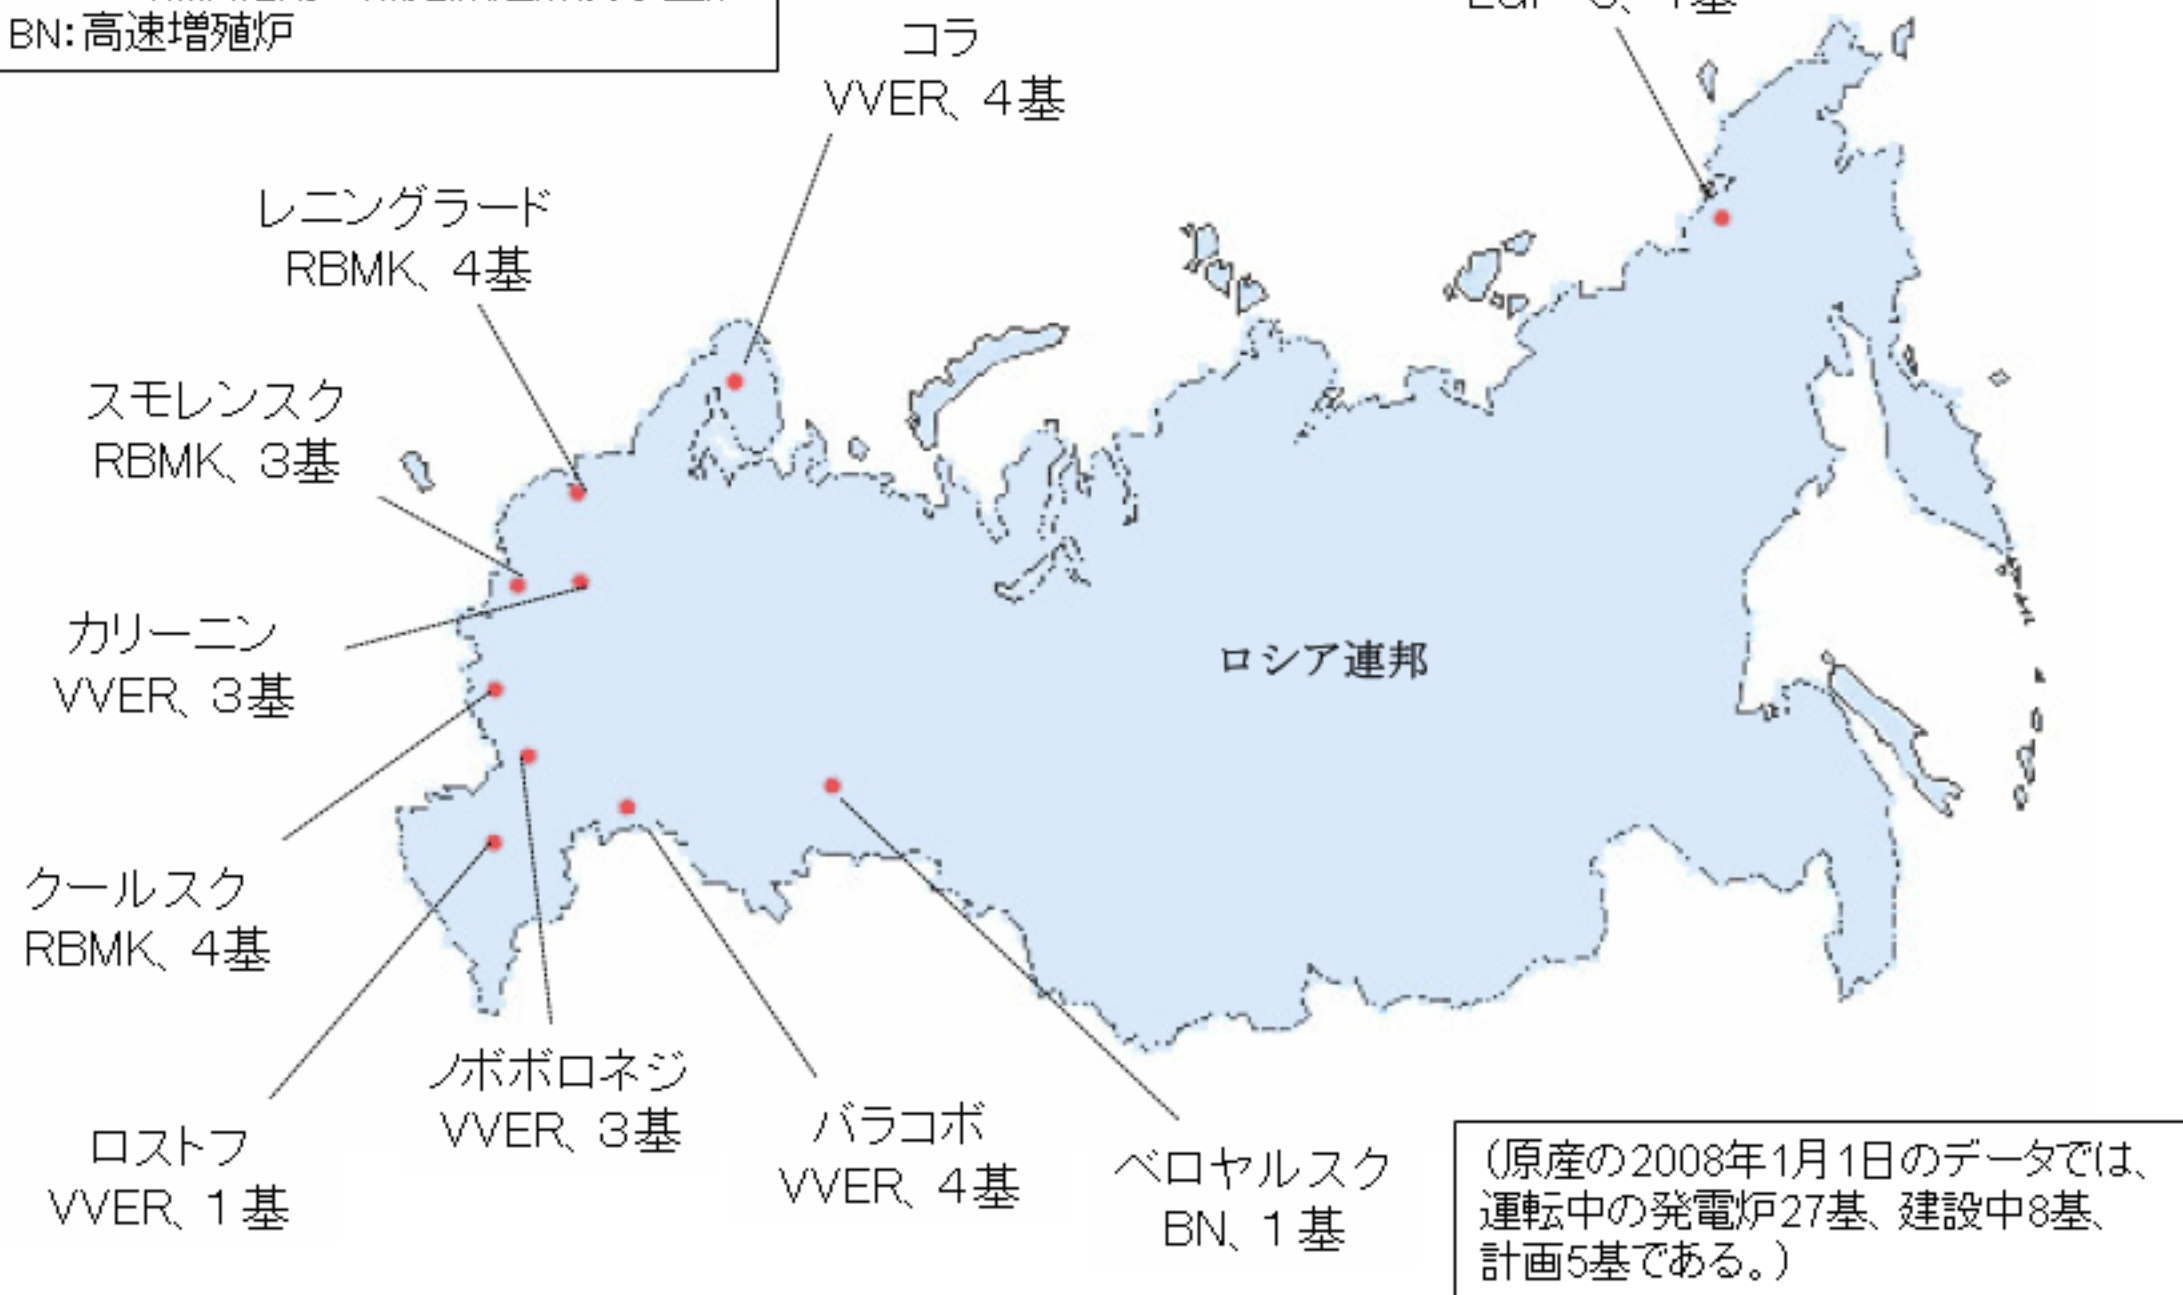 BN:高速増殖炉
コラ
VVER、4基
レニングラード
RBMK、4基
スモレンスク
RBMK、3基
カリーニン
VVER、3基
ロシア連邦
クールスク
RBMK、4基
ロストフ
VVER、1基
ノボボロネジ
VVER、3基
バラコボ
VVER、4基
ベロヤルスク
BN、1基
(原産の2008年1月1日のデータでは、
運転中の発電炉27基、建設中8基、
計画5基である。)